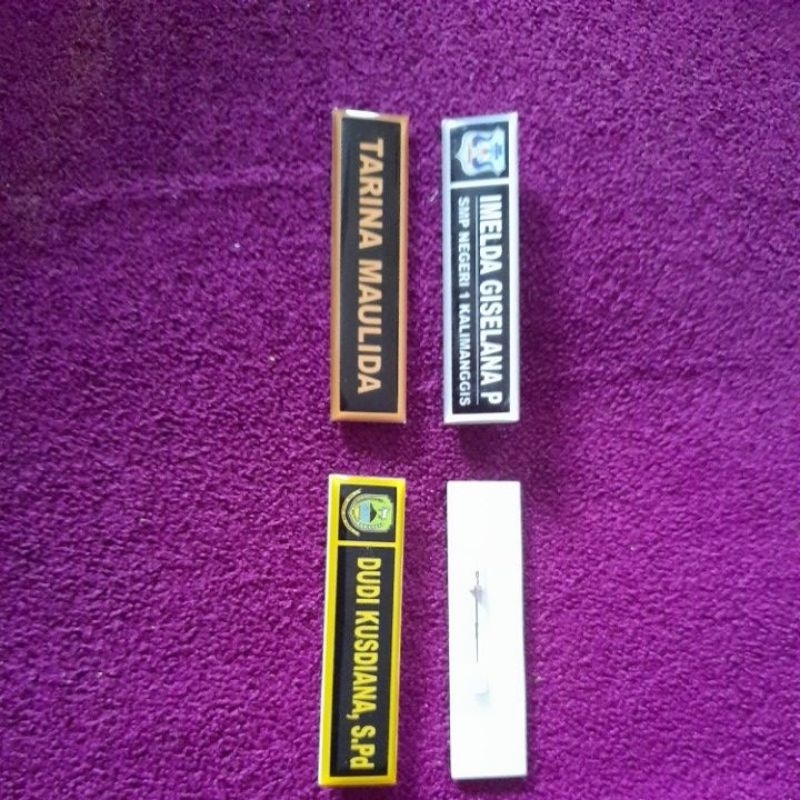 TARINA MAULIDA
IMELDA GISELANA P
SMP NEGERI 1 KALIMANGGIS
DUDI KUSDIANA, S.Pd